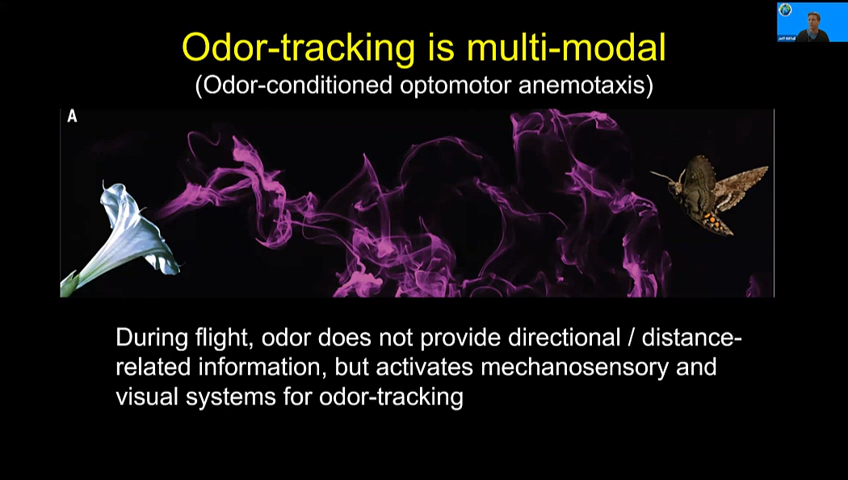 Odor-tracking is multi-modal
(Odor-conditioned optomotor anemotaxis)
A
During flight, odor does not provide directional / distance-
related information, but activates mechanosensory and
visual systems for odor-tracking